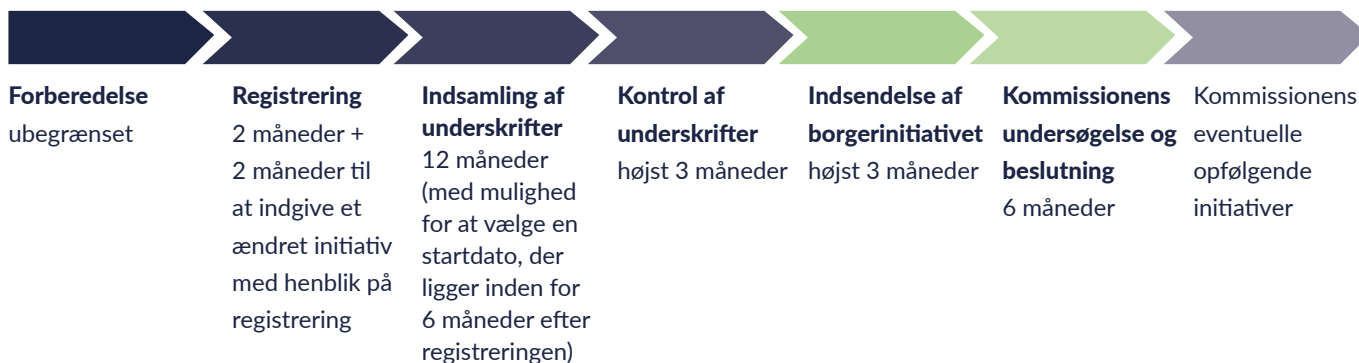 Forberedelse
ubegrænset
Registrering
2 måneder +
2 måneder til
at indgive et
ændret initiativ
med henblik på
registrering
Indsamling af
underskrifter
12 måneder
(med mulighed
for at vælge en
startdato, der
ligger inden for
6 måneder efter
registreringen)
Kontrol af
underskrifter
højst 3 måneder
Indsendelse af
borgerinitiativet
højst 3 måneder
Kommissionens
undersøgelse og
beslutning
6 måneder
Kommissionens
eventuelle
opfølgende
initiativer